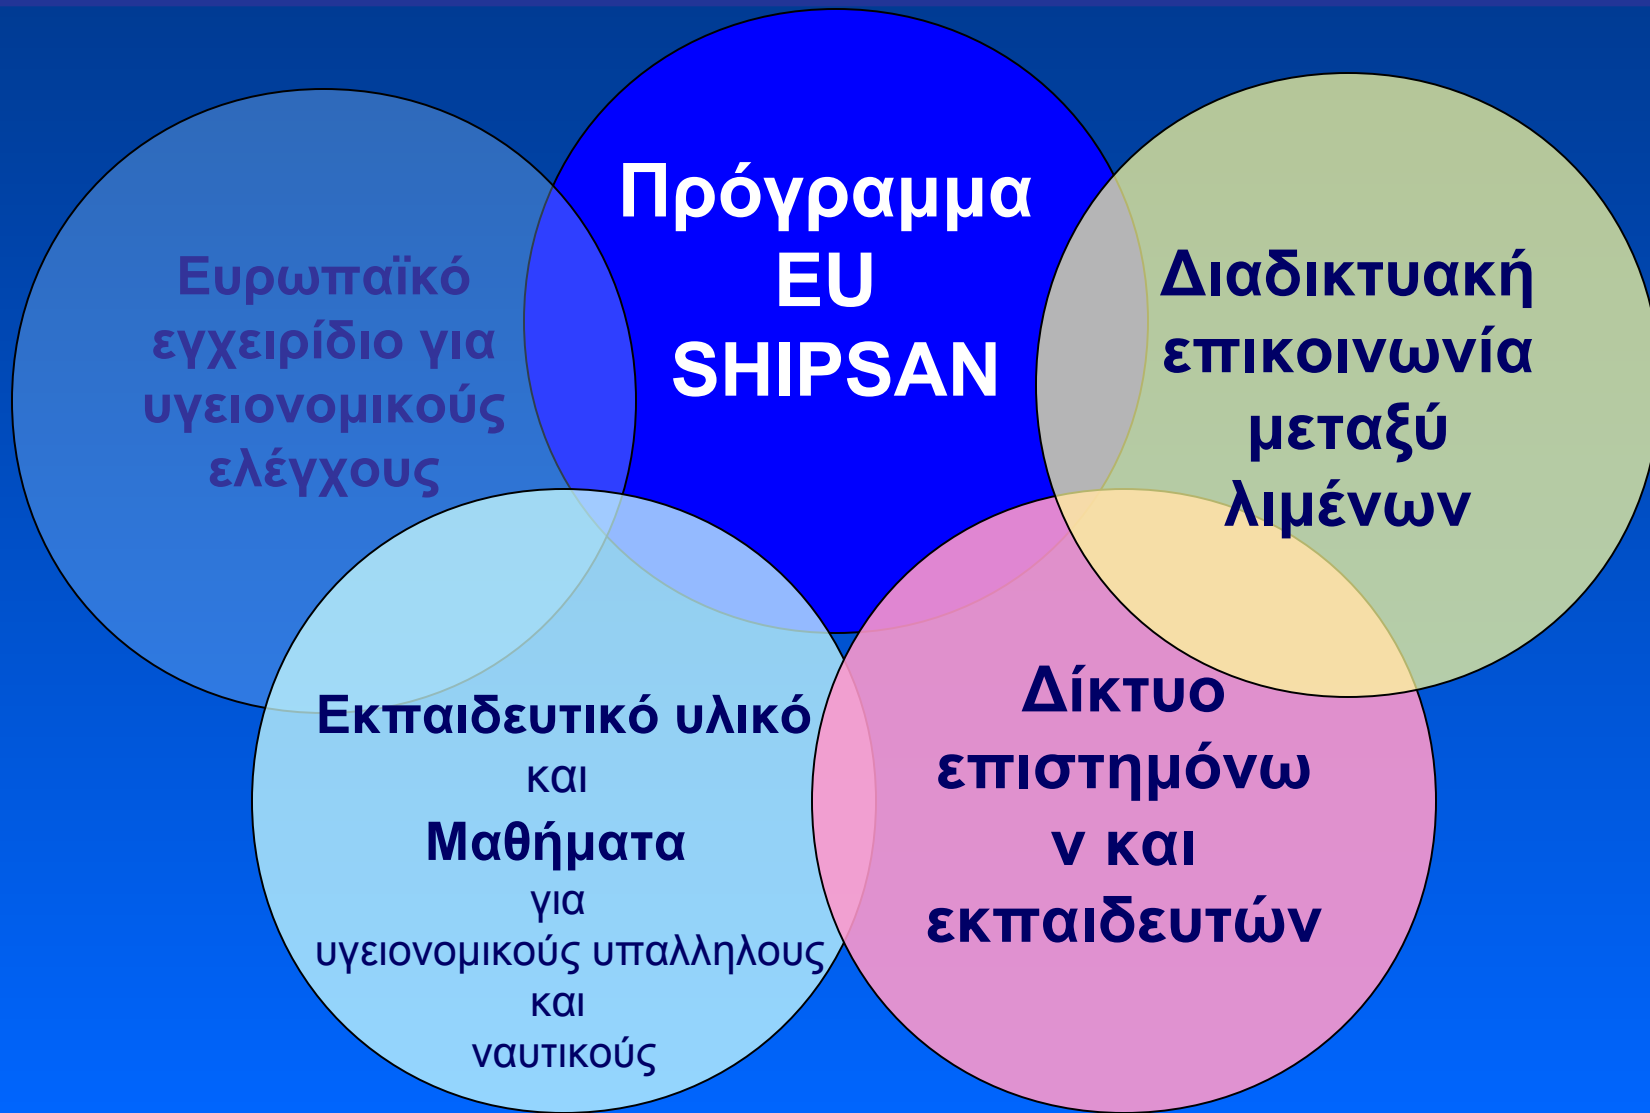 Πρόγραμμα
EU
SHIPSAN
Ευρωπαϊκό
εγχειρίδιο για
υγειονομικούς
ελέγχους
Διαδικτυακή
επικοινωνία
μεταξύ
λιμένων
Εκπαιδευτικό υλικό
και
Μαθήματα
για
υγειονομικούς υπαλληλους
και
ναυτικούς
Δίκτυο
επιστημόνω
ν και
εκπαιδευτών